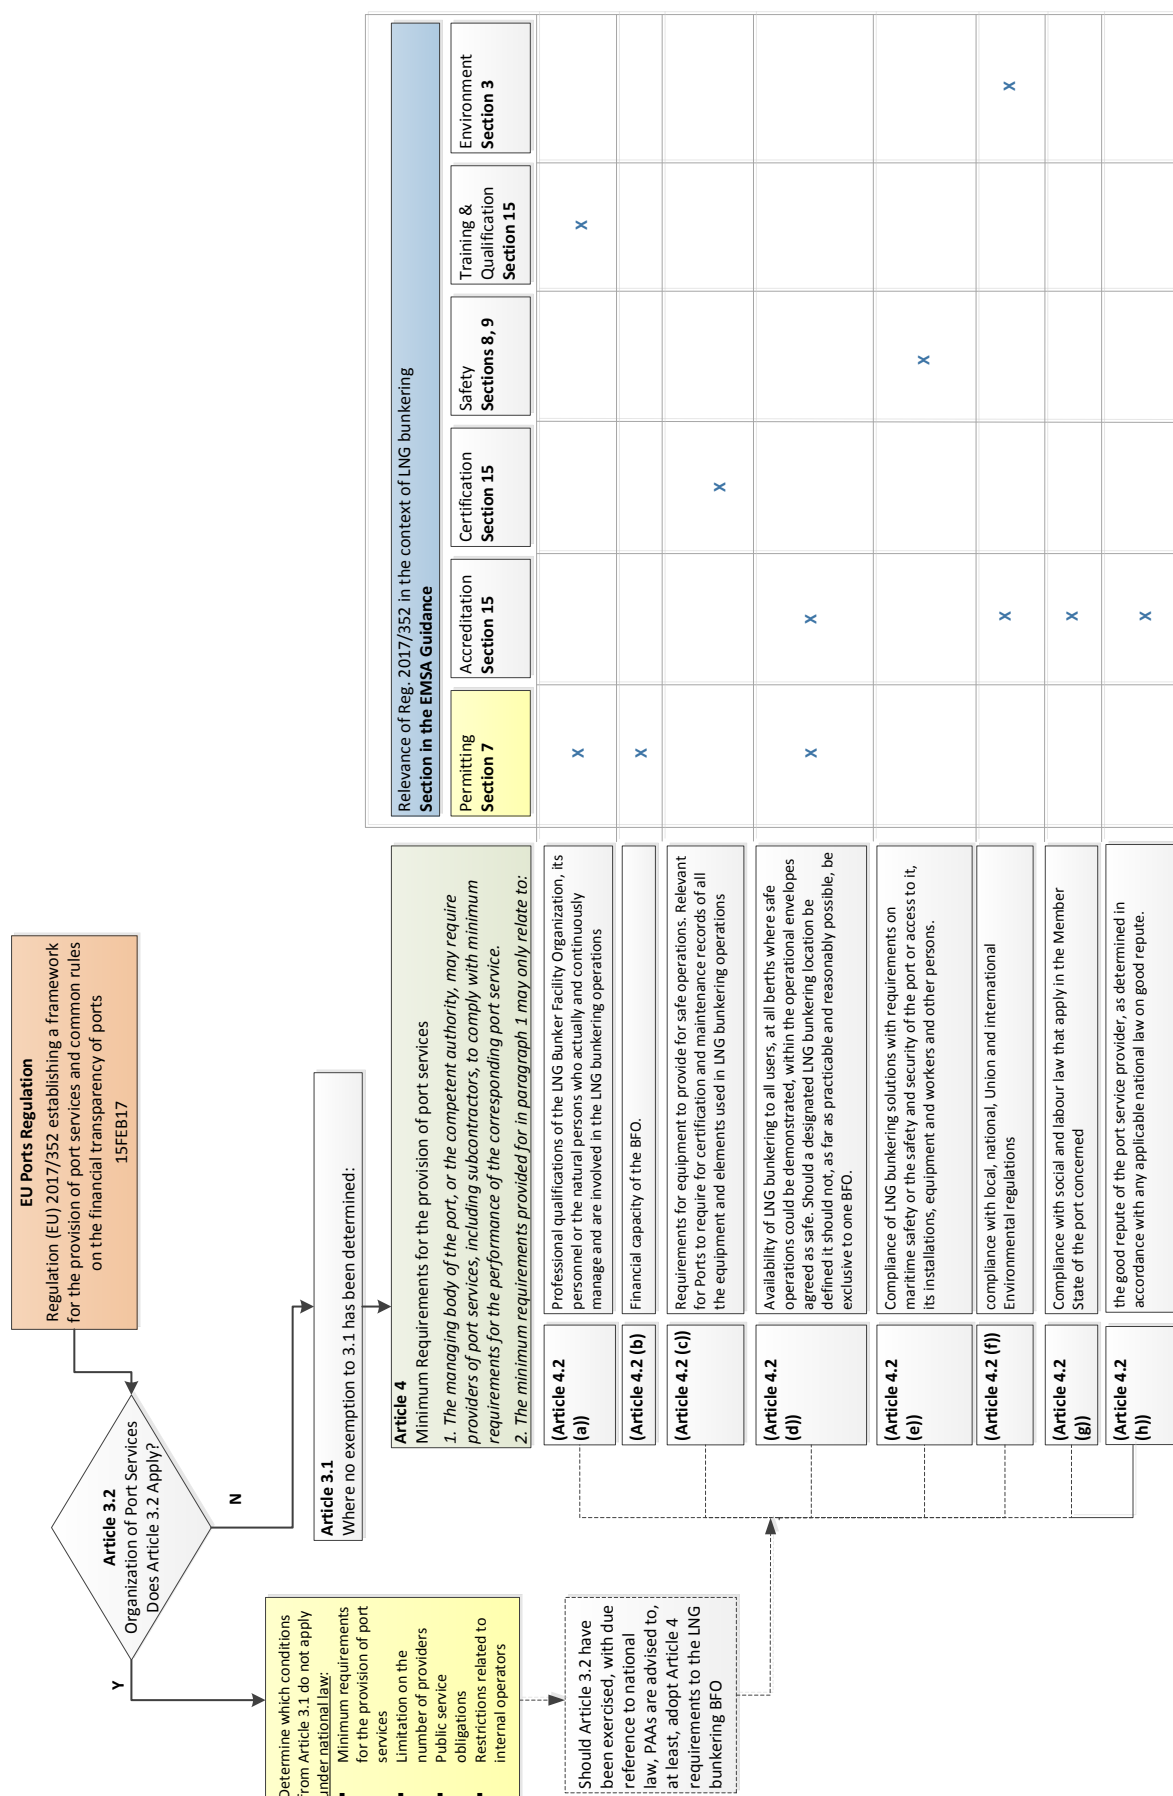 EU Ports Regulation
Regulation (EU) 2017/352 establishing a framework
for the provision of port services and common rules
on the financial transparency of ports
15FEB17
Article 3.2
Organization of Port Services
Does Article 3.2 Apply?
Y
N
Determine which conditions
from Article 3.1 do not apply
under national law:
▪ Minimum requirements
for the provision of port
services
▪ Limitation on the
number of providers
▪ Public service
obligations
▪ Restrictions related to
internal operators
Should Article 3.2 have
been exercised, with due
reference to national
law, PAAs are advised to,
at least, adopt Article 4
requirements to the LNG
bunkering BFO
Article 3.1
Where no exemption to 3.1 has been determined:
Article 4
Minimum Requirements for the provision of port services
1. The managing body of the port, or the competent authority, may require
providers of port services, including subcontractors, to comply with minimum
requirements for the performance of the corresponding port service.
2. The minimum requirements provided for in paragraph 1 may only relate to:
Relevance of Reg. 2017/352 in the context of LNG bunkering
Section in the EMSA Guidance
Permitting
Section 7
Accreditation
Section 15
Certification
Section 15
Safety
Sections 8, 9
Training &
Qualification
Section 15
Environment
Section 3
(Article 4.2
(a))
Professional qualifications of the LNG Bunker Facility Organization, its
personnel or the natural persons who actually and continuously
manage and are involved in the LNG bunkering operations
X X
(Article 4.2 (b)
Financial capacity of the BFO.
X
(Article 4.2 (c))
Requirements for equipment to provide for safe operations. Relevant
for Ports to require for certification and maintenance records of all
the equipment and elements used in LNG bunkering operations
X
(Article 4.2
(d))
Availability of LNG bunkering to all users, at all berths where safe
operations could be demonstrated, within the operational envelopes
agreed as safe. Should a designated LNG bunkering location be
defined it should not, as far as practicable and reasonably possible, be
exclusive to one BFO.
X X
(Article 4.2
(e))
Compliance of LNG bunkering solutions with requirements on
maritime safety or the safety and security of the port or access to it,
its installations, equipment and workers and other persons.
X
(Article 4.2 (f))
compliance with local, national, Union and international
Environmental regulations
X X
(Article 4.2
(g))
Compliance with social and labour law that apply in the Member
State of the port concerned
X
(Article 4.2
(h))
the good repute of the port service provider, as determined in
accordance with any applicable national law on good repute.
X